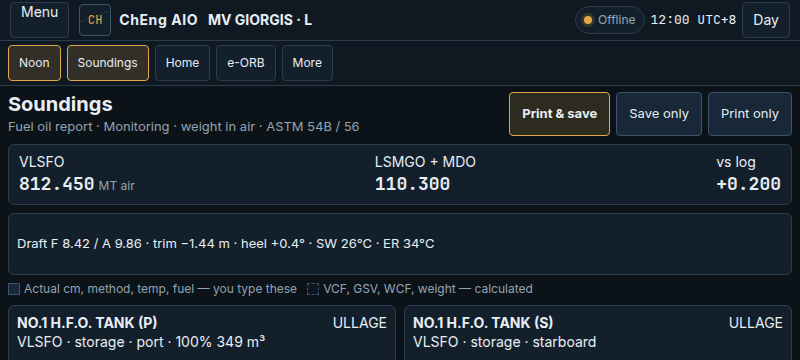 Menu CH ChEng AIO MV GIORGIS · L Offline 12:00 UTC+8 Day
Noon Soundings Home e-ORB More
Soundings
Fuel oil report · Monitoring · weight in air · ASTM 54B / 56
Print & save Save only Print only
VLSFO LSMGO + MDO vs log
812.450 MT air 110.300 +0.200
Draft F 8.42 / A 9.86 · trim −1.44 m · heel +0.4° · SW 26°C · ER 34°C
Actual cm, method, temp, fuel — you type these VCF, GSV, WCF, weight — calculated
NO.1 H.F.O. TANK (P) ULLAGE
VLSFO · storage · port · 100% 349 m³
NO.1 H.F.O. TANK (S) ULLAGE
VLSFO · storage · starboard